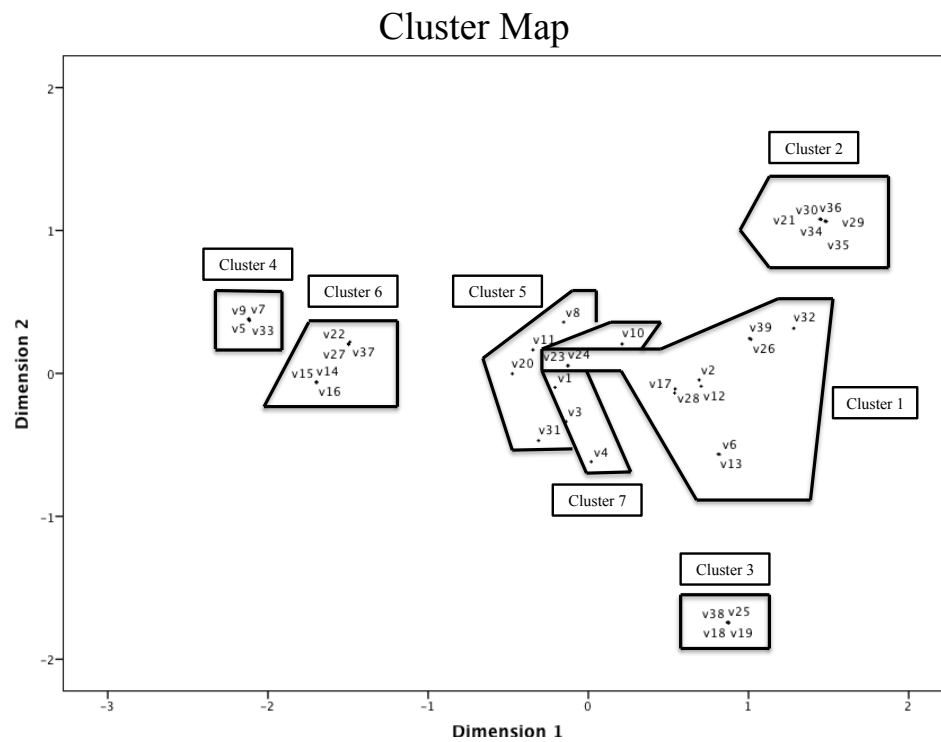 Cluster Map
2
Cluster 2
v30 v36
v21 v29
v34
v35
1
Cluster 4
Cluster 6
Cluster 5
v9 v7
v5 v33
v22
v27 v37
v15 v14
v16
v8
v10
v11
v23 v24
v20
v1
v3
v31
v4
v32
v39
v26
v2
v17
v28 v12
v6
v13
Cluster 1
0
Dimension 2
Cluster 7
-1
Cluster 3
v38 v25
v18 v19
-2
-3 -2 -1 0 1 2
Dimension 1